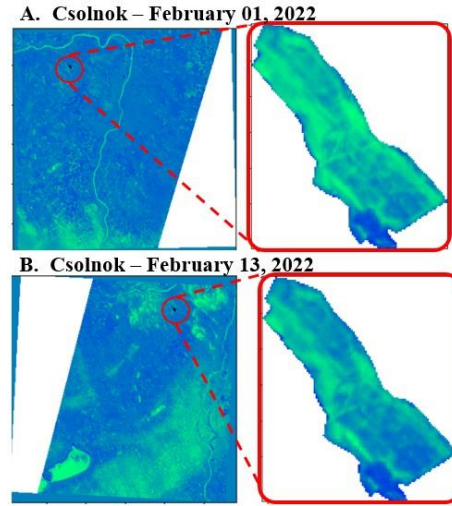 A. Csolnok – February 01, 2022
B. Csolnok – February 13, 2022